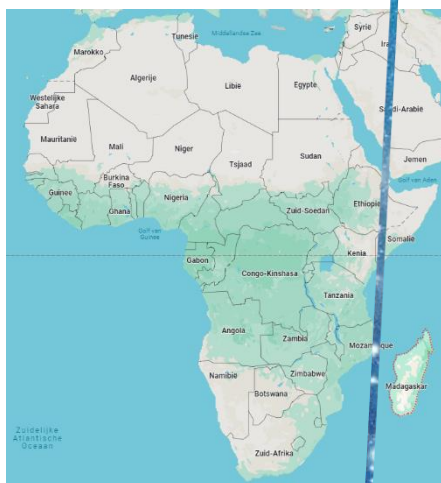 Tunesië
Middellandse Zee
Syrië
Marokko
Ira
Algerije
Libië
Egypte
Westelijke
Sahara
Saudi-Arabië
Mauritanië
Mali
Niger
Tsjaad
Sudan
Jemen
Burkina
Faso
Golf van Aden
Guinee
Nigeria
Ethiopië
Ghana
Zuid-Soedan
Golf van
Guinea
Somalië
Gabon
Kenia
Congo-Kinshasa
Tanzania
Angola
Zambia
Mozambique
Zimbabwe
Madagaskar
Namibië
Botswana
Zuidelijke
Atlantische
Oceaan
Zuid-Afrika